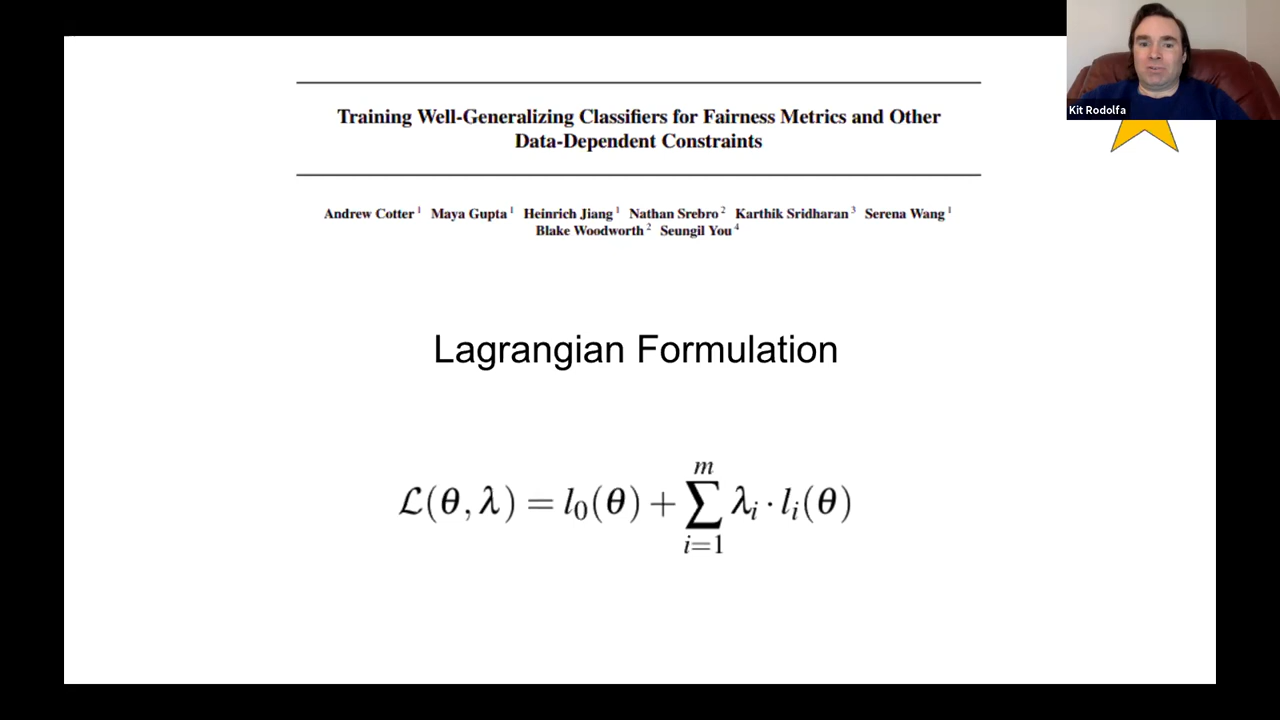 Training Well-Generalizing Classifiers for Fairness Metrics and Other
Data-Dependent Constraints
Andrew Cotter 1 Maya Gupta 1 Heinrich Jiang 1 Nathan Srebro 2 Karthik Sridharan 3 Serena Wang 1
Blake Woodworth 2 Seungil You 4
Kit Rodolfa
Lagrangian Formulation
ℒ(θ, λ) = l₀(θ) + ∑_{i=1}^{m} λᵢ · lᵢ(θ)